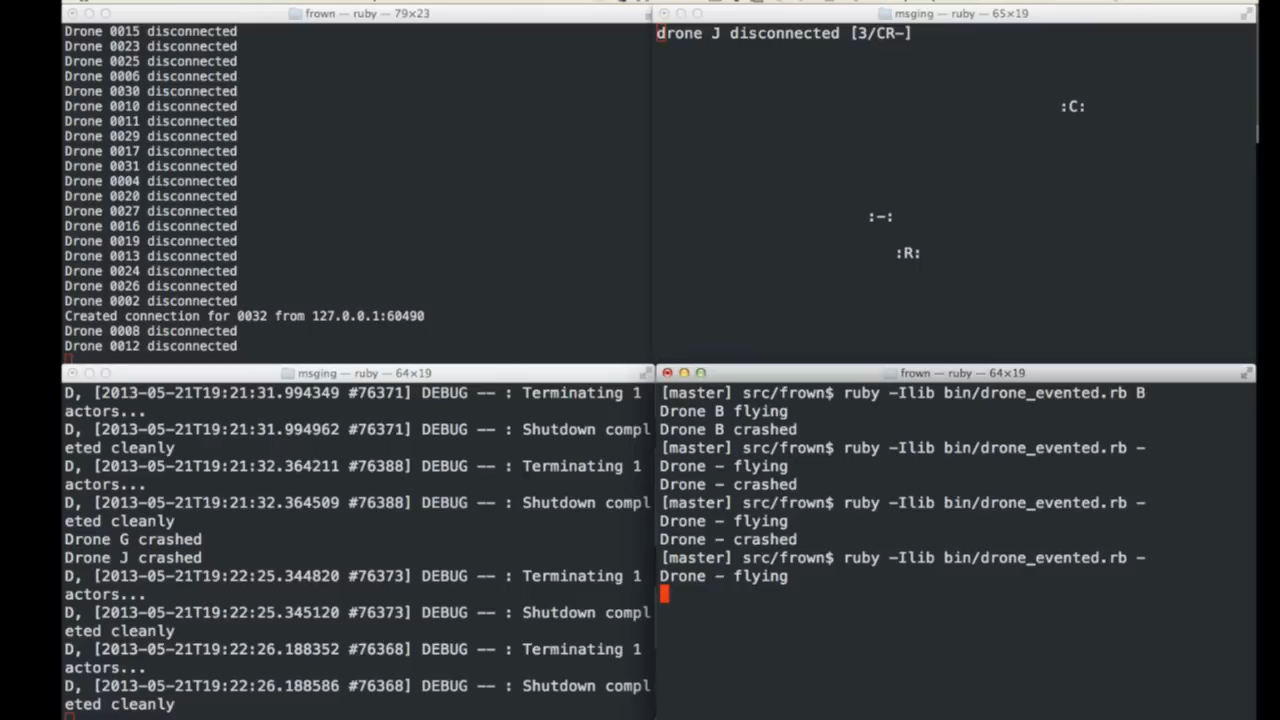 frown — ruby — 79×23
Drone 0015 disconnected
Drone 0023 disconnected
Drone 0025 disconnected
Drone 0006 disconnected
Drone 0030 disconnected
Drone 0010 disconnected
Drone 0011 disconnected
Drone 0029 disconnected
Drone 0017 disconnected
Drone 0031 disconnected
Drone 0004 disconnected
Drone 0020 disconnected
Drone 0027 disconnected
Drone 0016 disconnected
Drone 0019 disconnected
Drone 0013 disconnected
Drone 0024 disconnected
Drone 0026 disconnected
Drone 0002 disconnected
Created connection for 0032 from 127.0.0.1:60490
Drone 0008 disconnected
Drone 0012 disconnected
msging — ruby — 65×19
drone J disconnected [3/CR-]
:C:
:-:
:R:
msging — ruby — 64×19
D, [2013-05-21T19:21:31.994349 #76371] DEBUG -- : Terminating 1
actors...
D, [2013-05-21T19:21:31.994962 #76371] DEBUG -- : Shutdown compl
eted cleanly
D, [2013-05-21T19:21:32.364211 #76388] DEBUG -- : Terminating 1
actors...
D, [2013-05-21T19:21:32.364509 #76388] DEBUG -- : Shutdown compl
eted cleanly
Drone G crashed
Drone J crashed
D, [2013-05-21T19:22:25.344820 #76373] DEBUG -- : Terminating 1
actors...
D, [2013-05-21T19:22:25.345120 #76373] DEBUG -- : Shutdown compl
eted cleanly
D, [2013-05-21T19:22:26.188352 #76368] DEBUG -- : Terminating 1
actors...
D, [2013-05-21T19:22:26.188586 #76368] DEBUG -- : Shutdown compl
eted cleanly
frown — ruby — 64×19
[master] src/frown$ ruby -Ilib bin/drone_evented.rb B
Drone B flying
Drone B crashed
[master] src/frown$ ruby -Ilib bin/drone_evented.rb -
Drone - flying
Drone - crashed
[master] src/frown$ ruby -Ilib bin/drone_evented.rb -
Drone - flying
Drone - crashed
[master] src/frown$ ruby -Ilib bin/drone_evented.rb -
Drone - flying